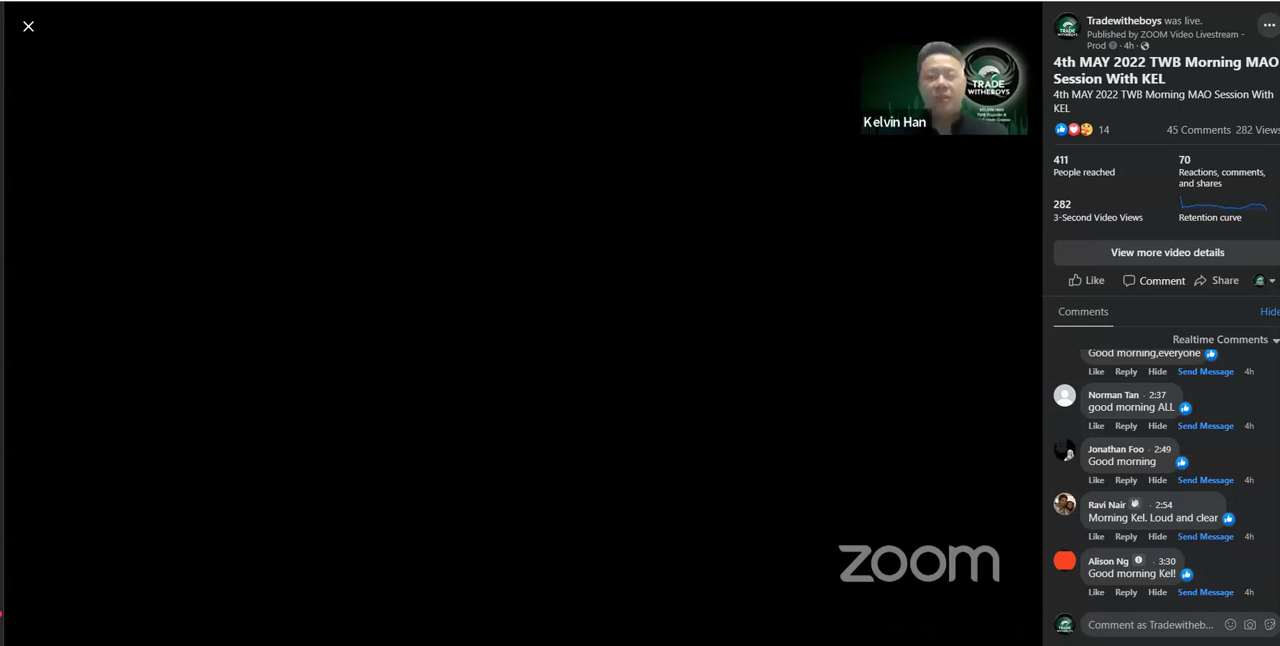 Kelvin Han
TRADE
WITHEBOYS
zoom
Tradewitheboys was live.
Published by ZOOM Video Livestream -
Prod · 4h ·
4th MAY 2022 TWB Morning MAO
Session With KEL
4th MAY 2022 TWB Morning MAO Session With
KEL
14 45 Comments 282 Views
411
People reached
70
Reactions, comments,
and shares
282
3-Second Video Views
Retention curve
View more video details
Like Comment Share
Comments Hide
Realtime Comments
Good morning,everyone
Like Reply Hide Send Message 4h
Norman Tan · 2:37
good morning ALL
Like Reply Hide Send Message 4h
Jonathan Foo · 2:49
Good morning
Like Reply Hide Send Message 4h
Ravi Nair · 2:54
Morning Kel. Loud and clear
Like Reply Hide Send Message 4h
Alison Ng · 3:30
Good morning Kel!
Like Reply Hide Send Message 4h
Comment as Tradewitheb...